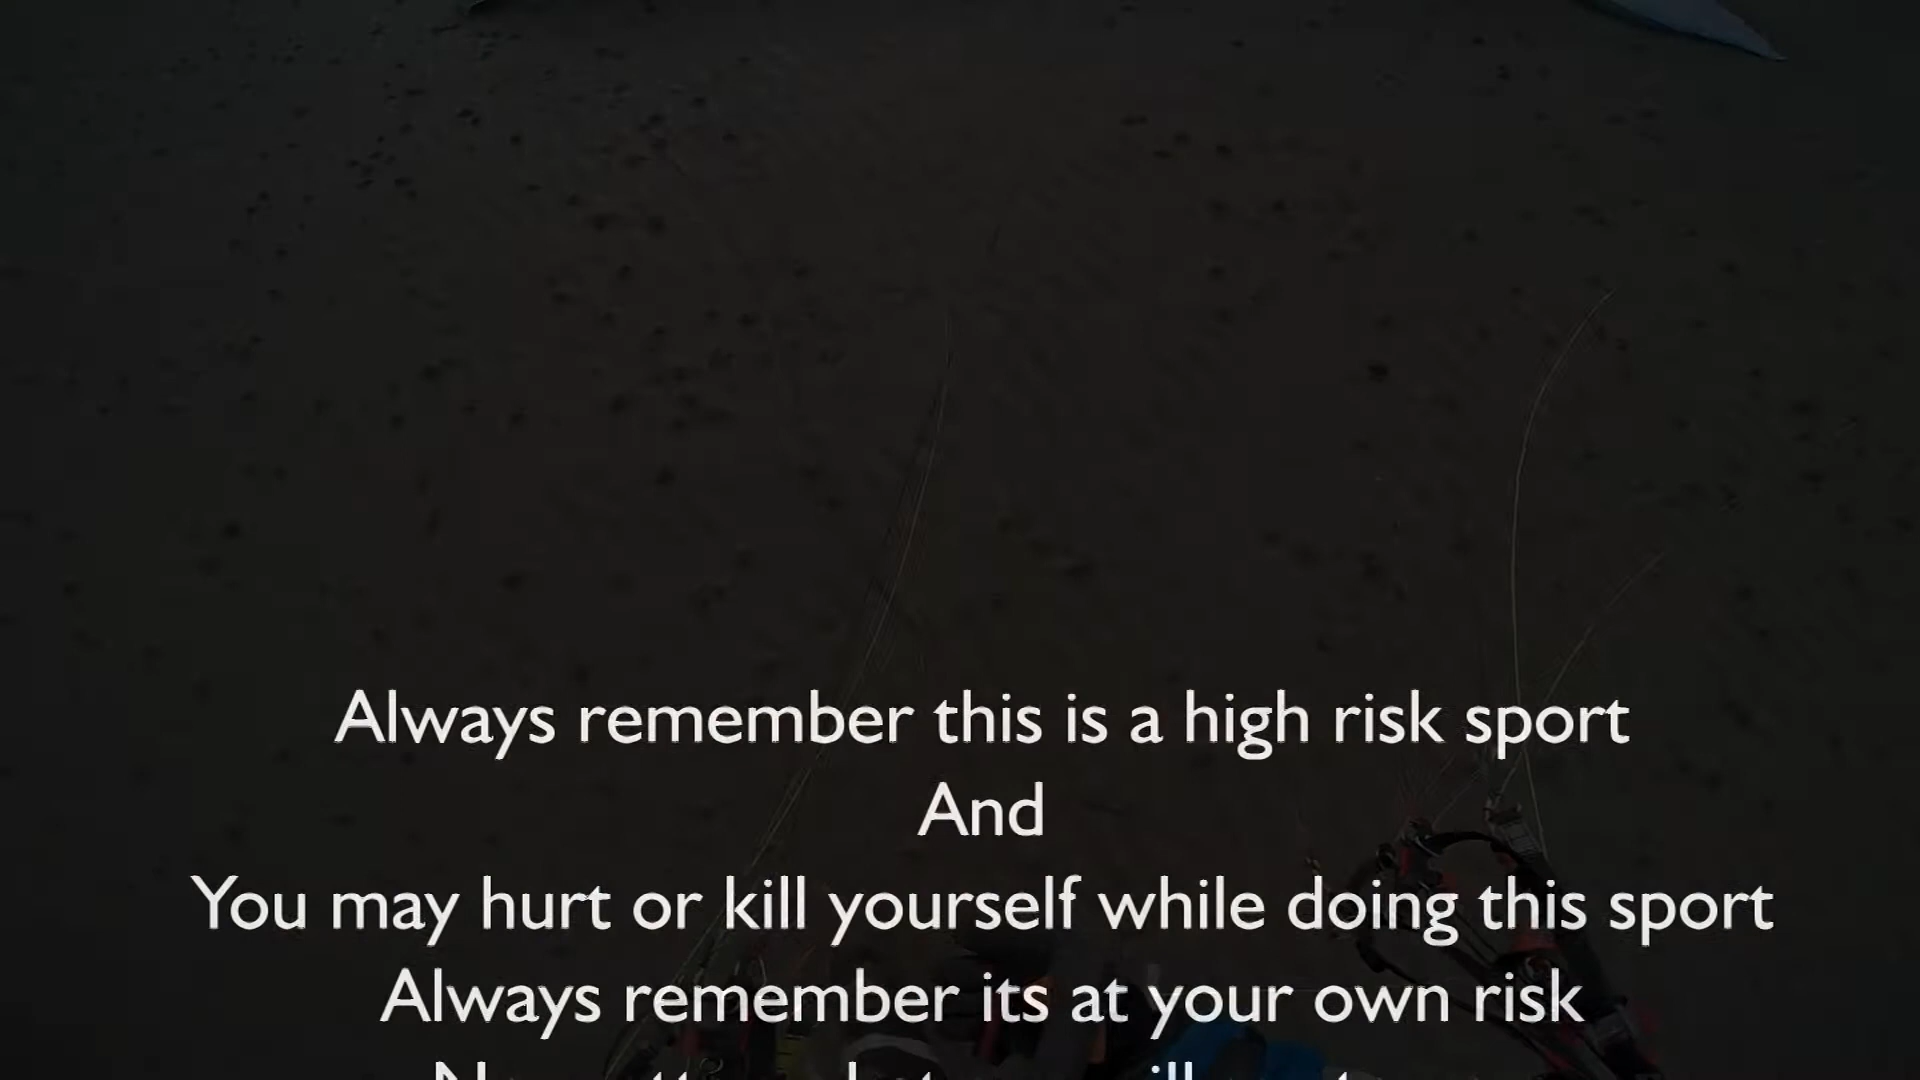 Always remember this is a high risk sport
And
You may hurt or kill yourself while doing this sport
Always remember its at your own risk